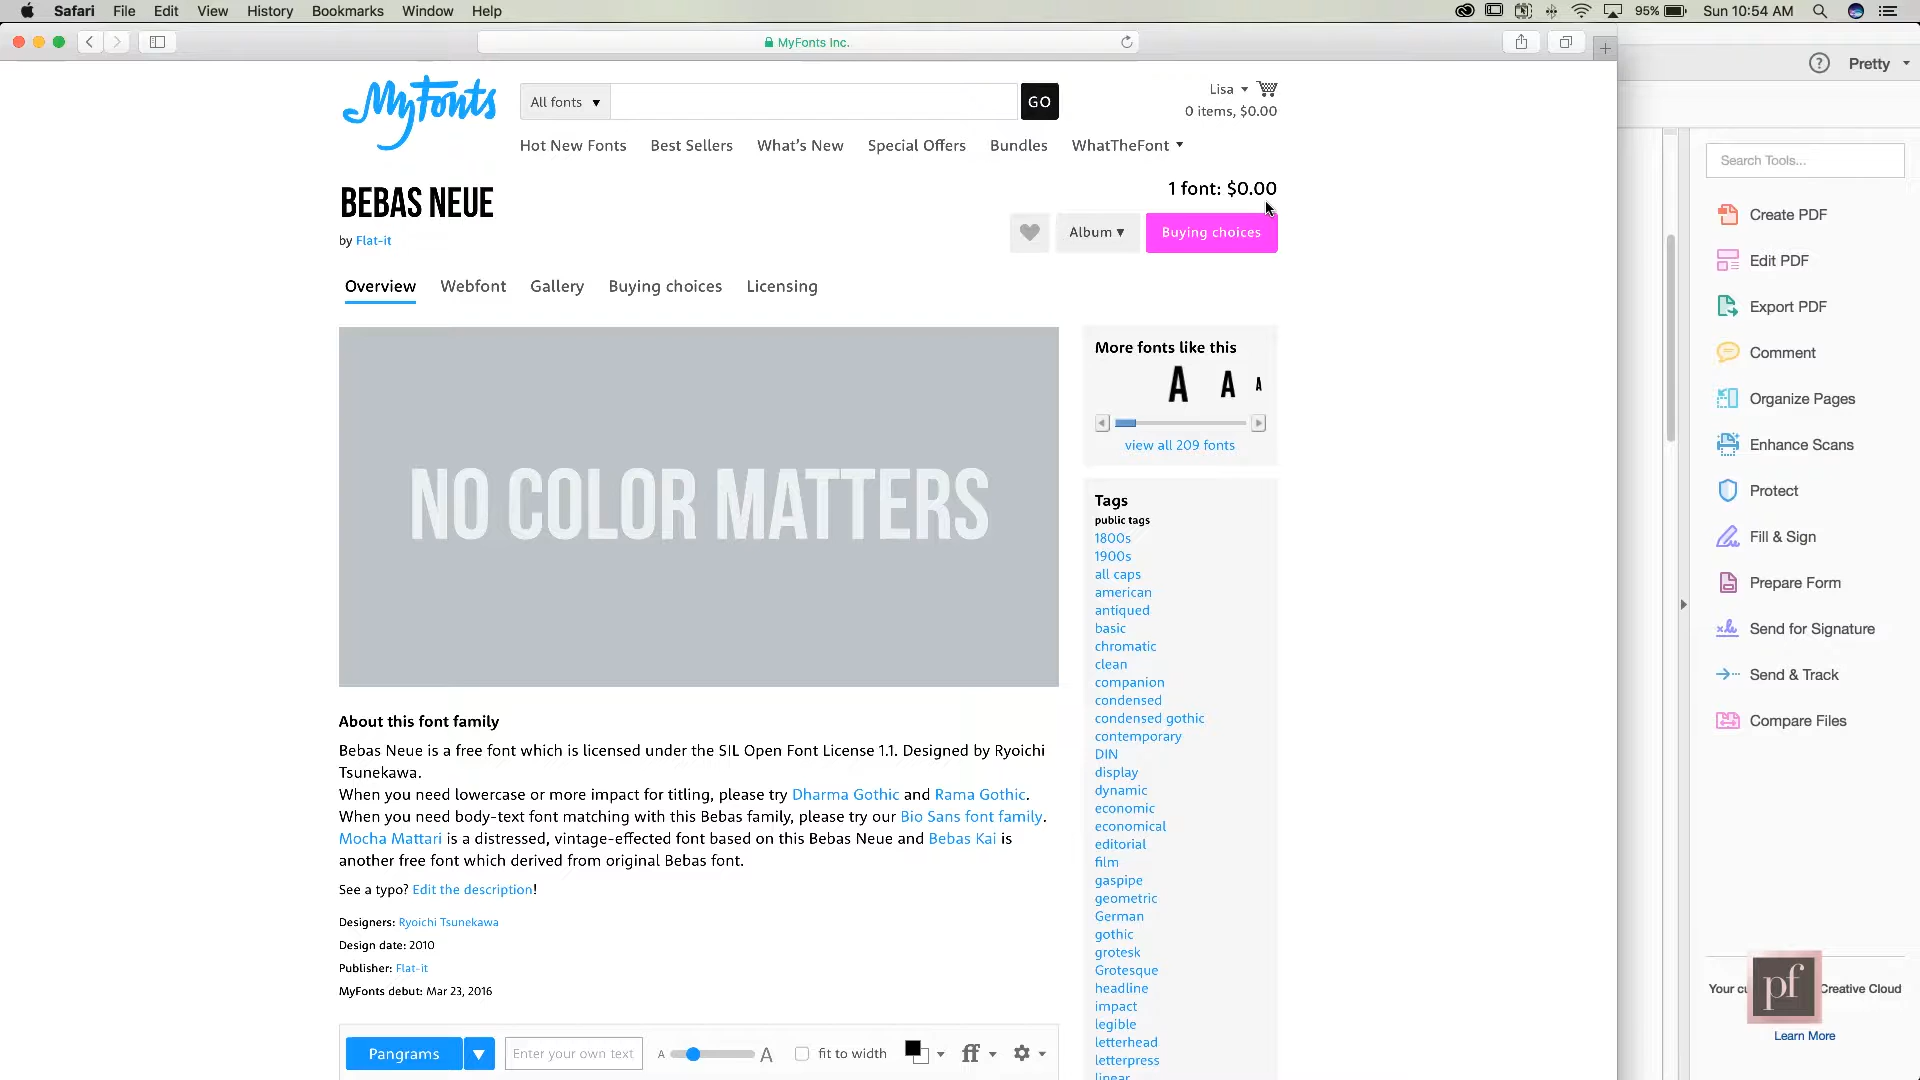 Safari File Edit View History Bookmarks Window Help 95% Sun 10:54 AM
MyFonts Inc.
Pretty
MyFonts
All fonts ▼ GO
Lisa
0 items, $0.00
Hot New Fonts Best Sellers What's New Special Offers Bundles WhatTheFont
BEBAS NEUE
1 font: $0.00
by Flat-it
Album ▼ Buying choices
Overview Webfont Gallery Buying choices Licensing
NO COLOR MATTERS
More fonts like this
A A A
view all 209 fonts
Tags
public tags
1800s
1900s
all caps
american
antiqued
basic
chromatic
clean
companion
condensed
condensed gothic
contemporary
DIN
display
dynamic
economic
economical
editorial
film
gaspipe
geometric
German
gothic
grotesk
Grotesque
headline
impact
legible
letterhead
letterpress
linear
About this font family
Bebas Neue is a free font which is licensed under the SIL Open Font License 1.1. Designed by Ryoichi
Tsunekawa.
When you need lowercase or more impact for titling, please try Dharma Gothic and Rama Gothic.
When you need body-text font matching with this Bebas family, please try our Bio Sans font family.
Mocha Mattari is a distressed, vintage-effected font based on this Bebas Neue and Bebas Kai is
another free font which derived from original Bebas font.
See a typo? Edit the description!
Designers: Ryoichi Tsunekawa
Design date: 2010
Publisher: Flat-it
MyFonts debut: Mar 23, 2016
Pangrams Enter your own text A A fit to width ff
Search Tools...
Create PDF
Edit PDF
Export PDF
Comment
Organize Pages
Enhance Scans
Protect
Fill & Sign
Prepare Form
Send for Signature
Send & Track
Compare Files
Your Creative Cloud
pf
Learn More